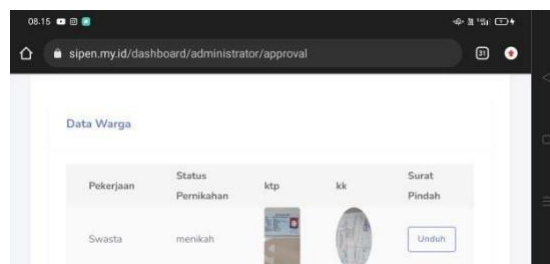 08.15
sipen.my.id/dashboard/administrator/approval
31
Data Warga
Pekerjaan
Status Pernikahan
ktp
kk
Surat Pindah
Swasta
menikah
Unduh